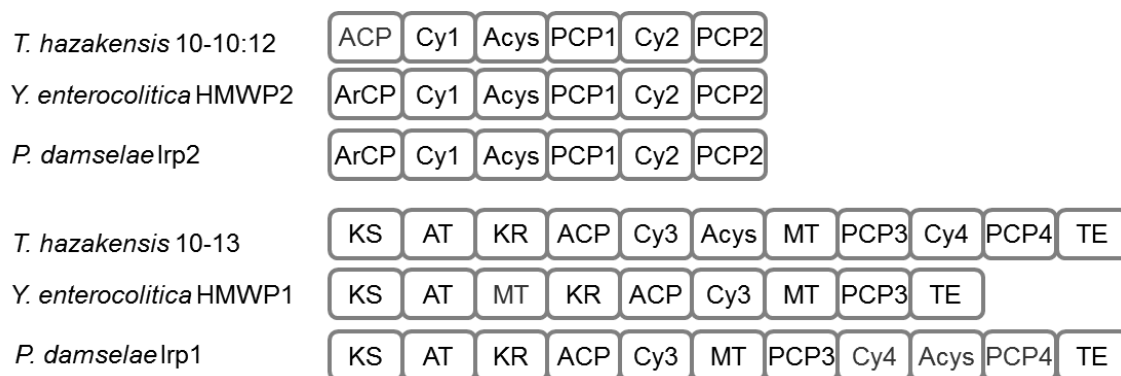 T. hazakensis 10-10:12 ACP Cy1 Acys PCP1 Cy2 PCP2
Y. enterocolitica HMWP2 ArCP Cy1 Acys PCP1 Cy2 PCP2
P. damselae Irp2 ArCP Cy1 Acys PCP1 Cy2 PCP2
T. hazakensis 10-13 KS AT KR ACP Cy3 Acys MT PCP3 Cy4 PCP4 TE
Y. enterocolitica HMWP1 KS AT MT KR ACP Cy3 MT PCP3 TE
P. damselae Irp1 KS AT KR ACP Cy3 MT PCP3 Cy4 Acys PCP4 TE